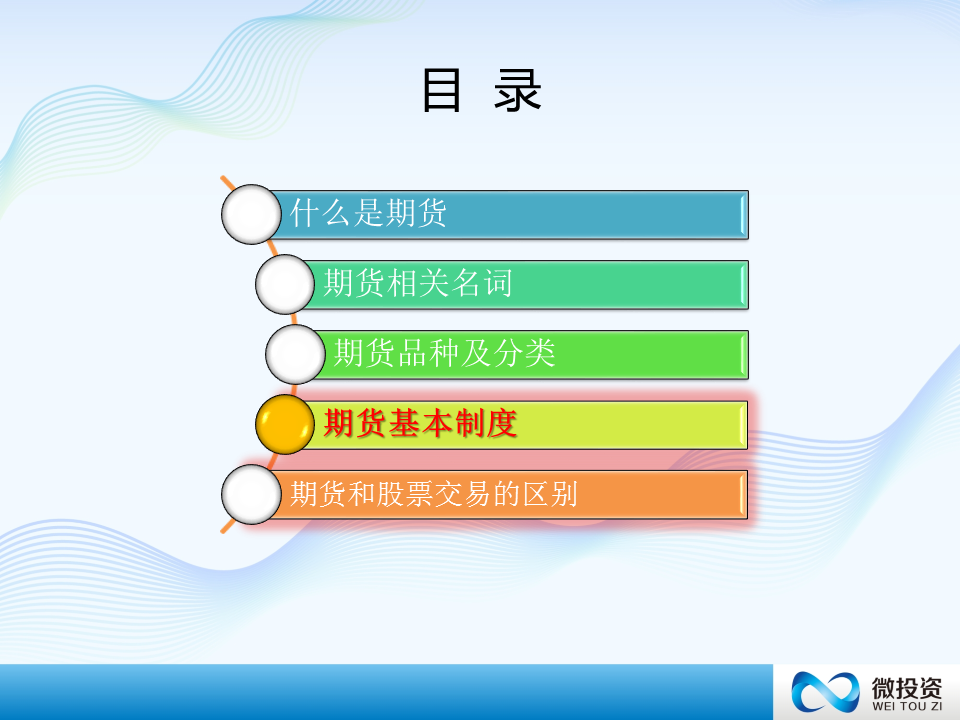 目 录
什么是期货
期货相关名词
期货品种及分类
期货基本制度
期货和股票交易的区别
微投资
WEI TOU ZI